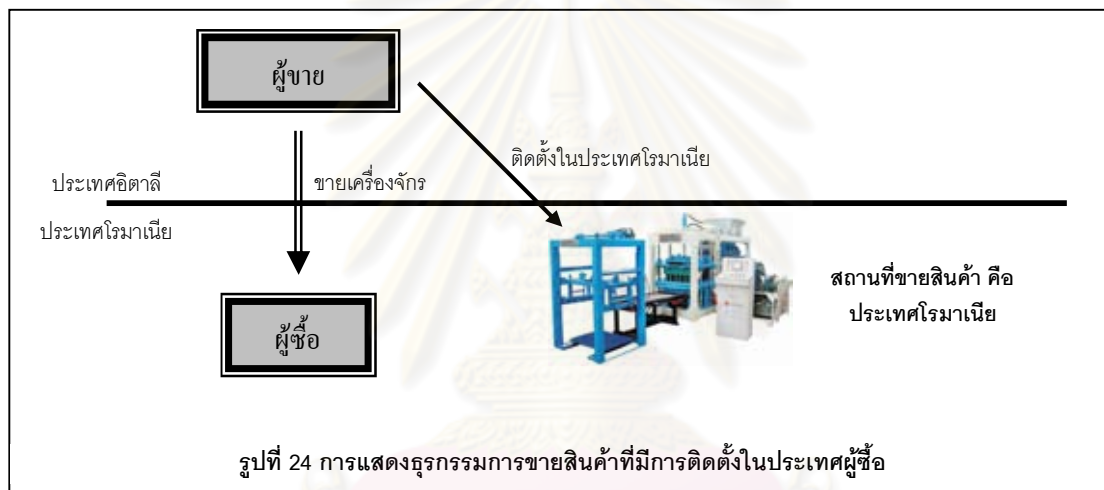 ผู้ขาย
ติดตั้งในประเทศโรมาเนีย
ประเทศอิตาลี
ขายเครื่องจักร
ประเทศโรมาเนีย
สถานที่ขายสินค้า คือ
ประเทศโรมาเนีย
ผู้ซื้อ
รูปที่ 24 การแสดงธุรกรรมการขายสินค้าที่มีการติดตั้งในประเทศผู้ซื้อ